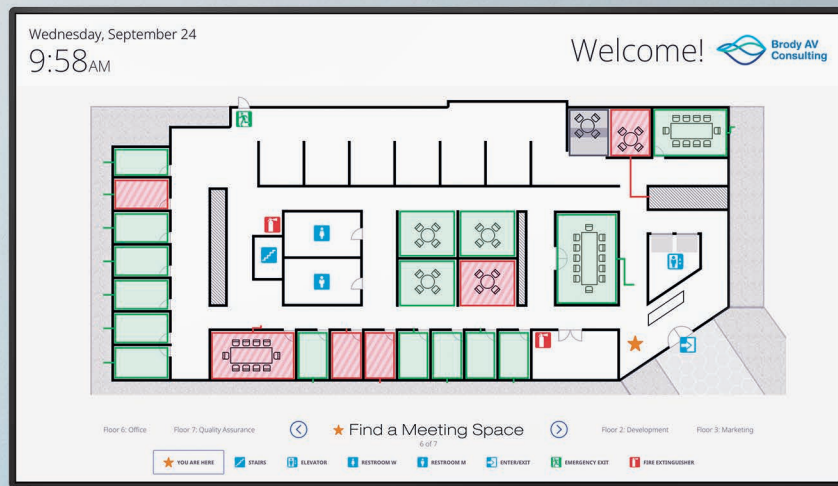 Wednesday, September 24
9:58AM
Welcome!
Brody AV
Consulting
Floor 6: Office
Floor 7: Quality Assurance
Find a Meeting Space
6 of 7
Floor 2: Development
Floor 3: Marketing
YOU ARE HERE
STAIRS
ELEVATOR
RESTROOM W
RESTROOM M
ENTER/EXIT
EMERGENCY EXIT
FIRE EXTINGUISHER